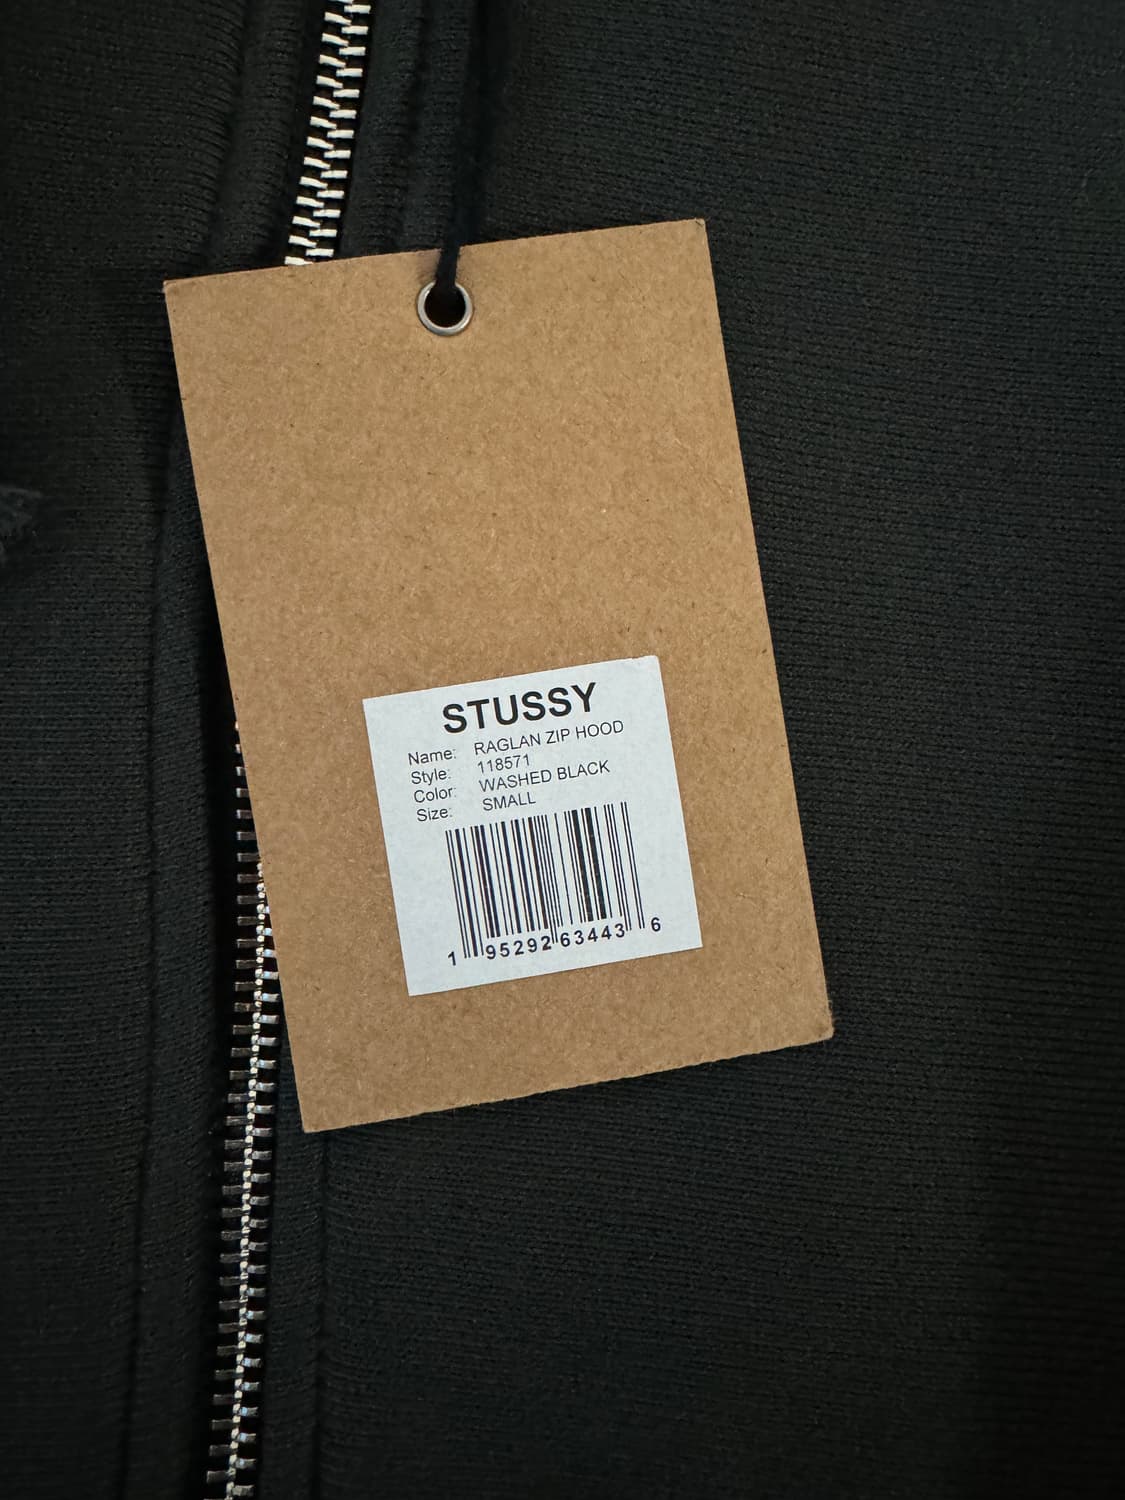 STUSSY
Name: RAGLAN ZIP HOOD
Style: 118571
Color: WASHED BLACK
Size: SMALL
1 95292 63443 6